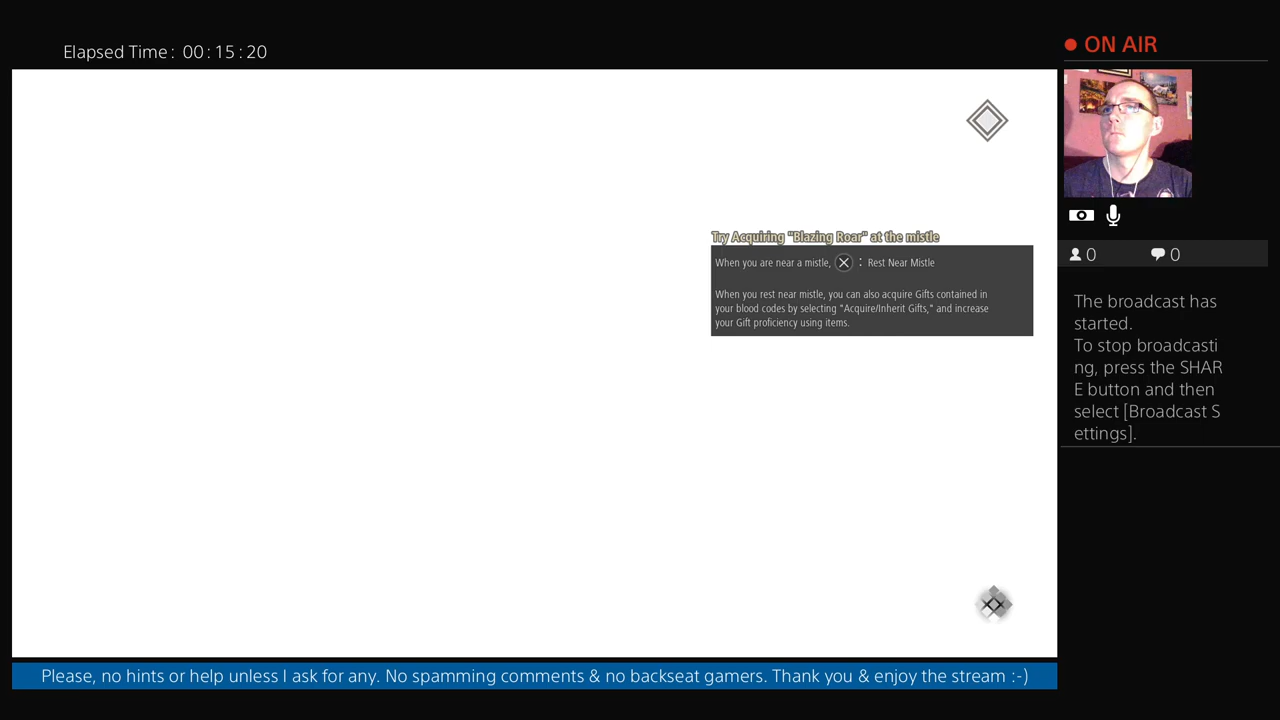 Elapsed Time: 00:15:20
ON AIR
0 0
Try Acquiring "Blazing Roar" at the mistle
When you are near a mistle, : Rest Near Mistle
When you rest near mistle, you can also acquire Gifts contained in
your blood codes by selecting "Acquire/Inherit Gifts," and increase
your Gift proficiency using items.
The broadcast has
started.
To stop broadcasti
ng, press the SHAR
E button and then
select [Broadcast S
ettings].
Please, no hints or help unless I ask for any. No spamming comments & no backseat gamers. Thank you & enjoy the stream :-)